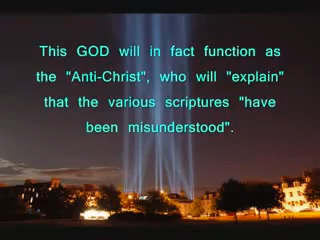 This GOD will in fact function as
the "Anti-Christ", who will "explain"
that the various scriptures "have
been misunderstood".